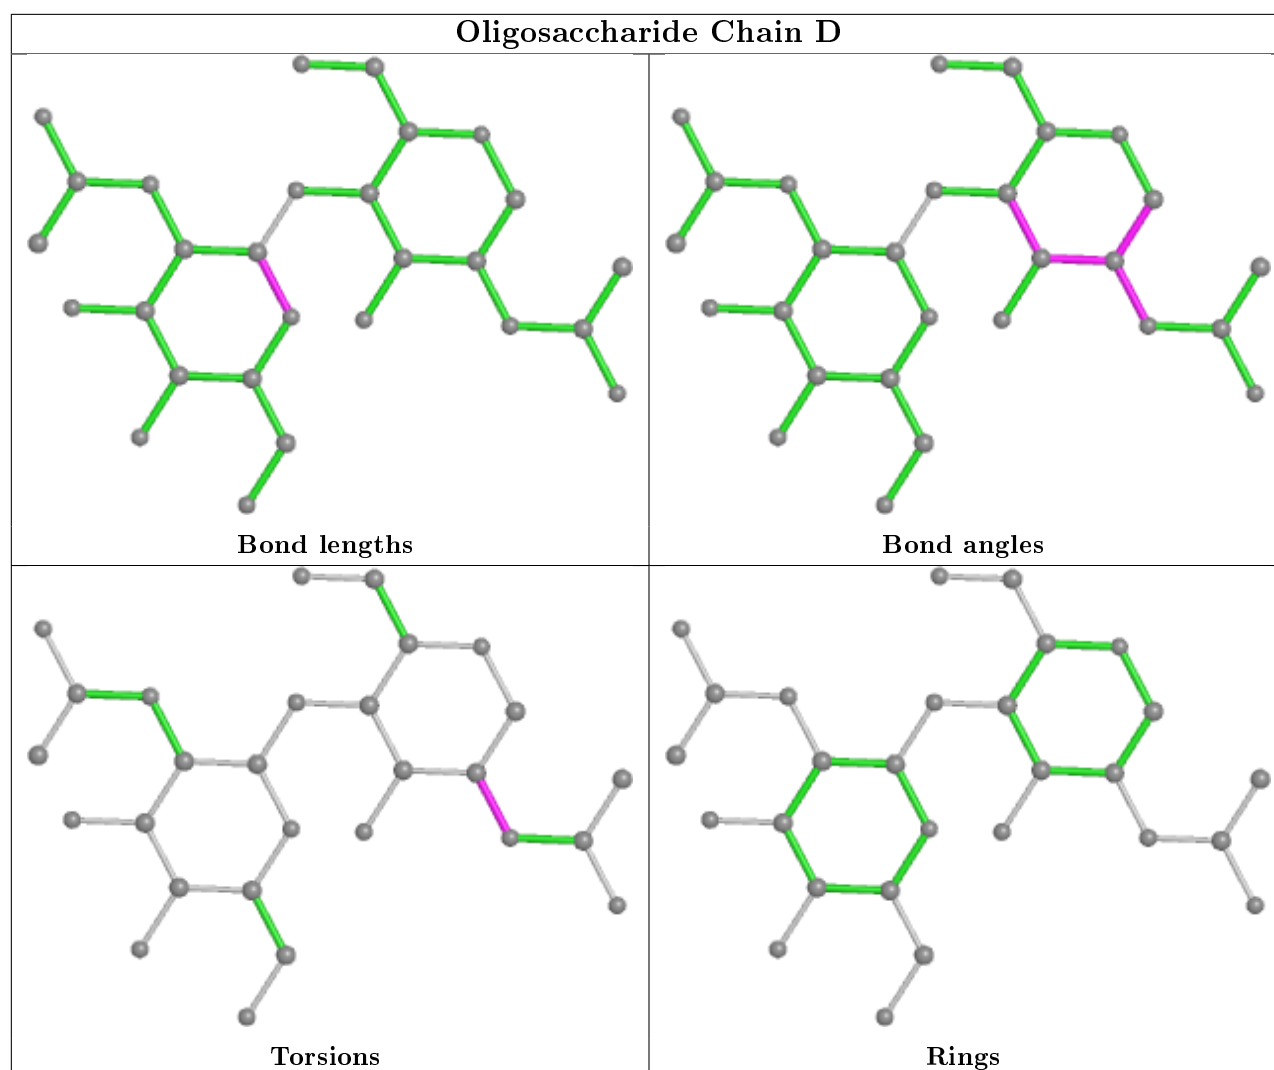 Oligosaccharide Chain D
Bond lengths
Bond angles
Torsions
Rings